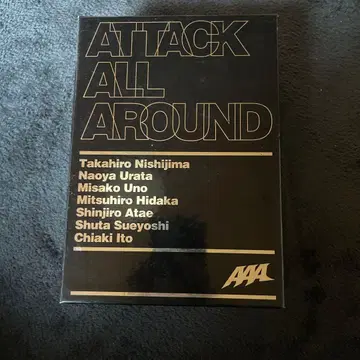 ATTACK
ALL
AROUND
Takahiro Nishijima
Naoya Urata
Misako Uno
Mitsuhiro Hidaka
Shinjiro Atae
Shuta Sueyoshi
Chiaki Ito
AAA